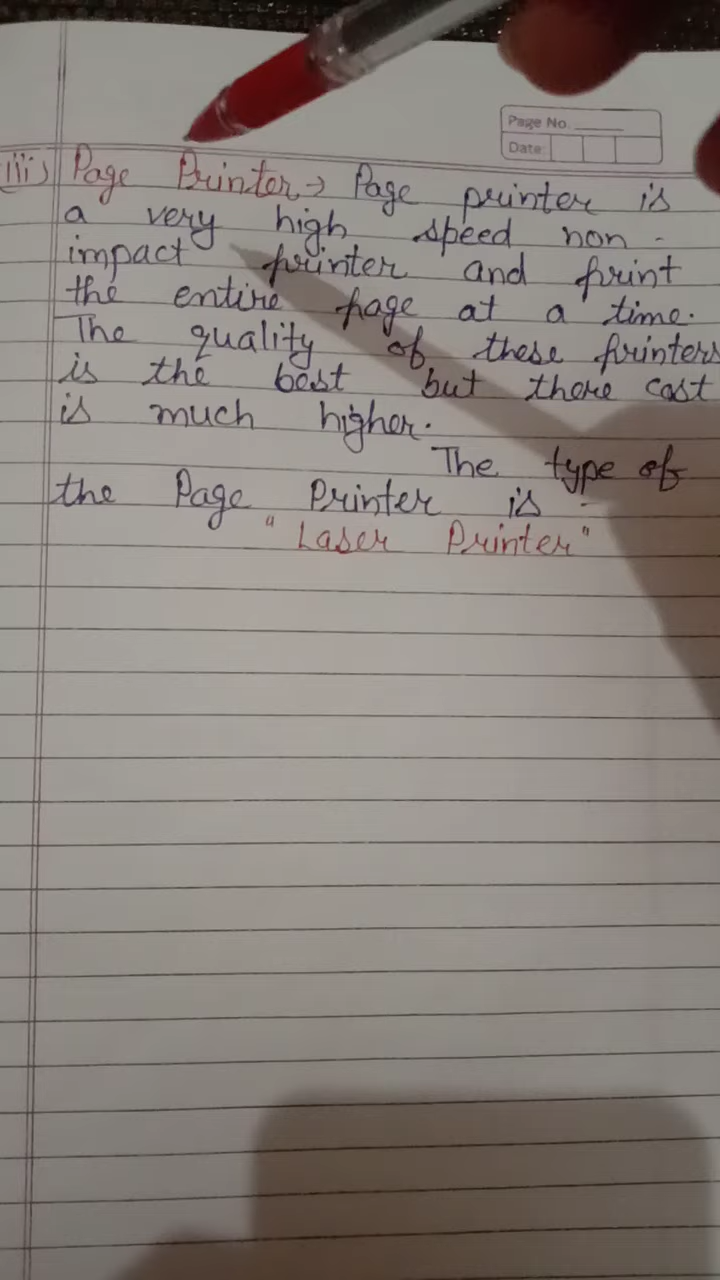 Page No.
Date:
iii) Page Printer → Page printer is
a very high speed non -
impact printer and print
the entire page at a time.
The quality of these printers
is the best but there cost
is much higher.
The type of
the Page Printer is -
"Laser Printer"